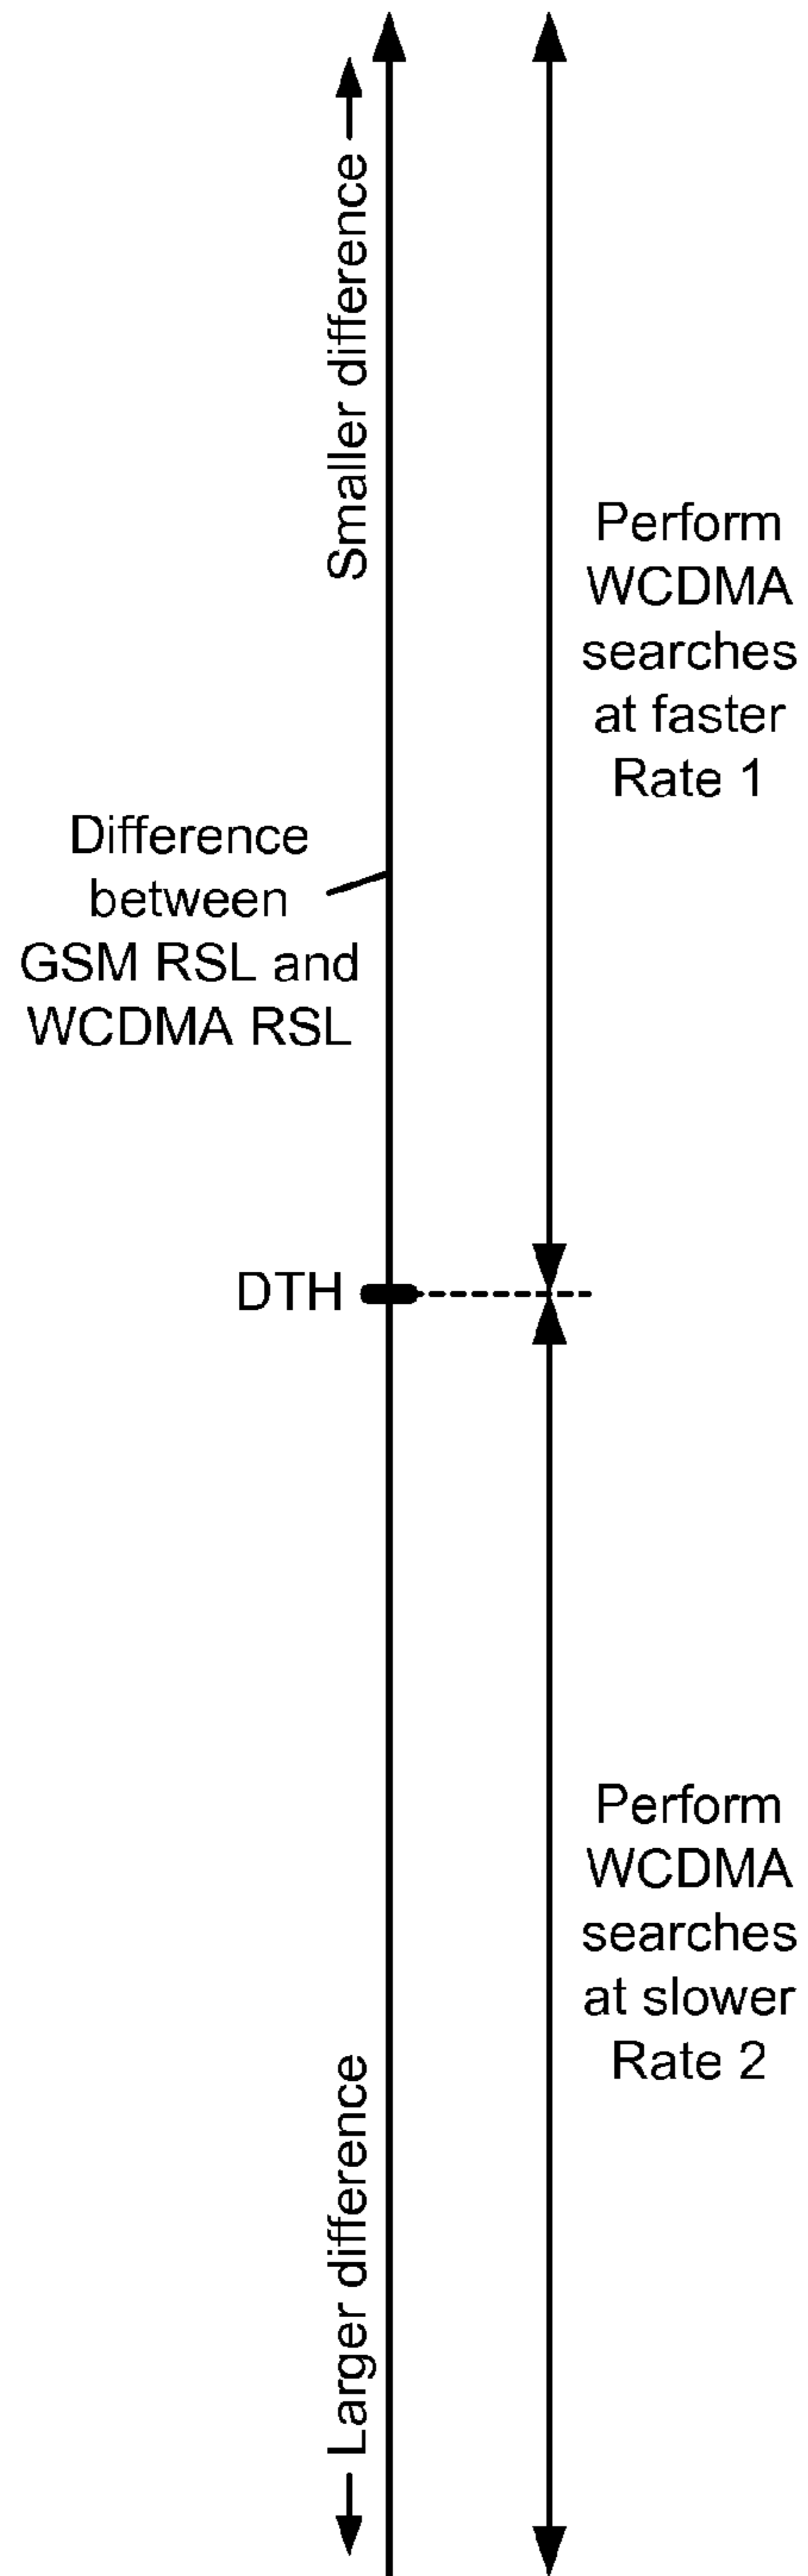 Smaller difference
Perform
WCDMA
searches
at faster
Rate 1
Difference
between
GSM RSL and
WCDMA RSL
DTH
Perform
WCDMA
searches
at slower
Rate 2
Larger difference